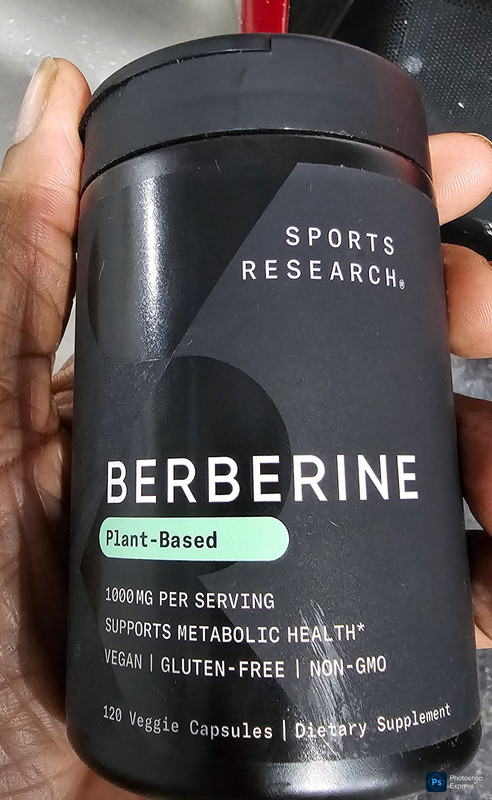 SPORTS
RESEARCH®
BERBERINE
Plant-Based
1000MG PER SERVING
SUPPORTS METABOLIC HEALTH*
VEGAN | GLUTEN-FREE | NON-GMO
120 Veggie Capsules | Dietary Supplement
Ps Photoshop
Express